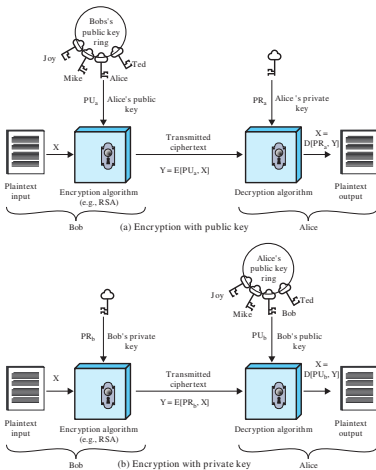 Bobs's
public key
ring
Joy
Ted
Mike
Alice
PUa
Alice's public
key
PRa
Alice's private
key
X
Transmitted
ciphertext
X =
D[PRa, Y]
Y = E[PUa, X]
Plaintext
input
Encryption algorithm
(e.g., RSA)
Decryption algorithm
Plaintext
output
Bob
(a) Encryption with public key
Alice
Alice's
public key
ring
Joy
Ted
Mike
Bob
PRb
Bob's private
key
PUb
Bob's public
key
X
Transmitted
ciphertext
X =
D[PUb, Y]
Y = E[PRb, X]
Plaintext
input
Encryption algorithm
(e.g., RSA)
Decryption algorithm
Plaintext
output
Bob
(b) Encryption with private key
Alice